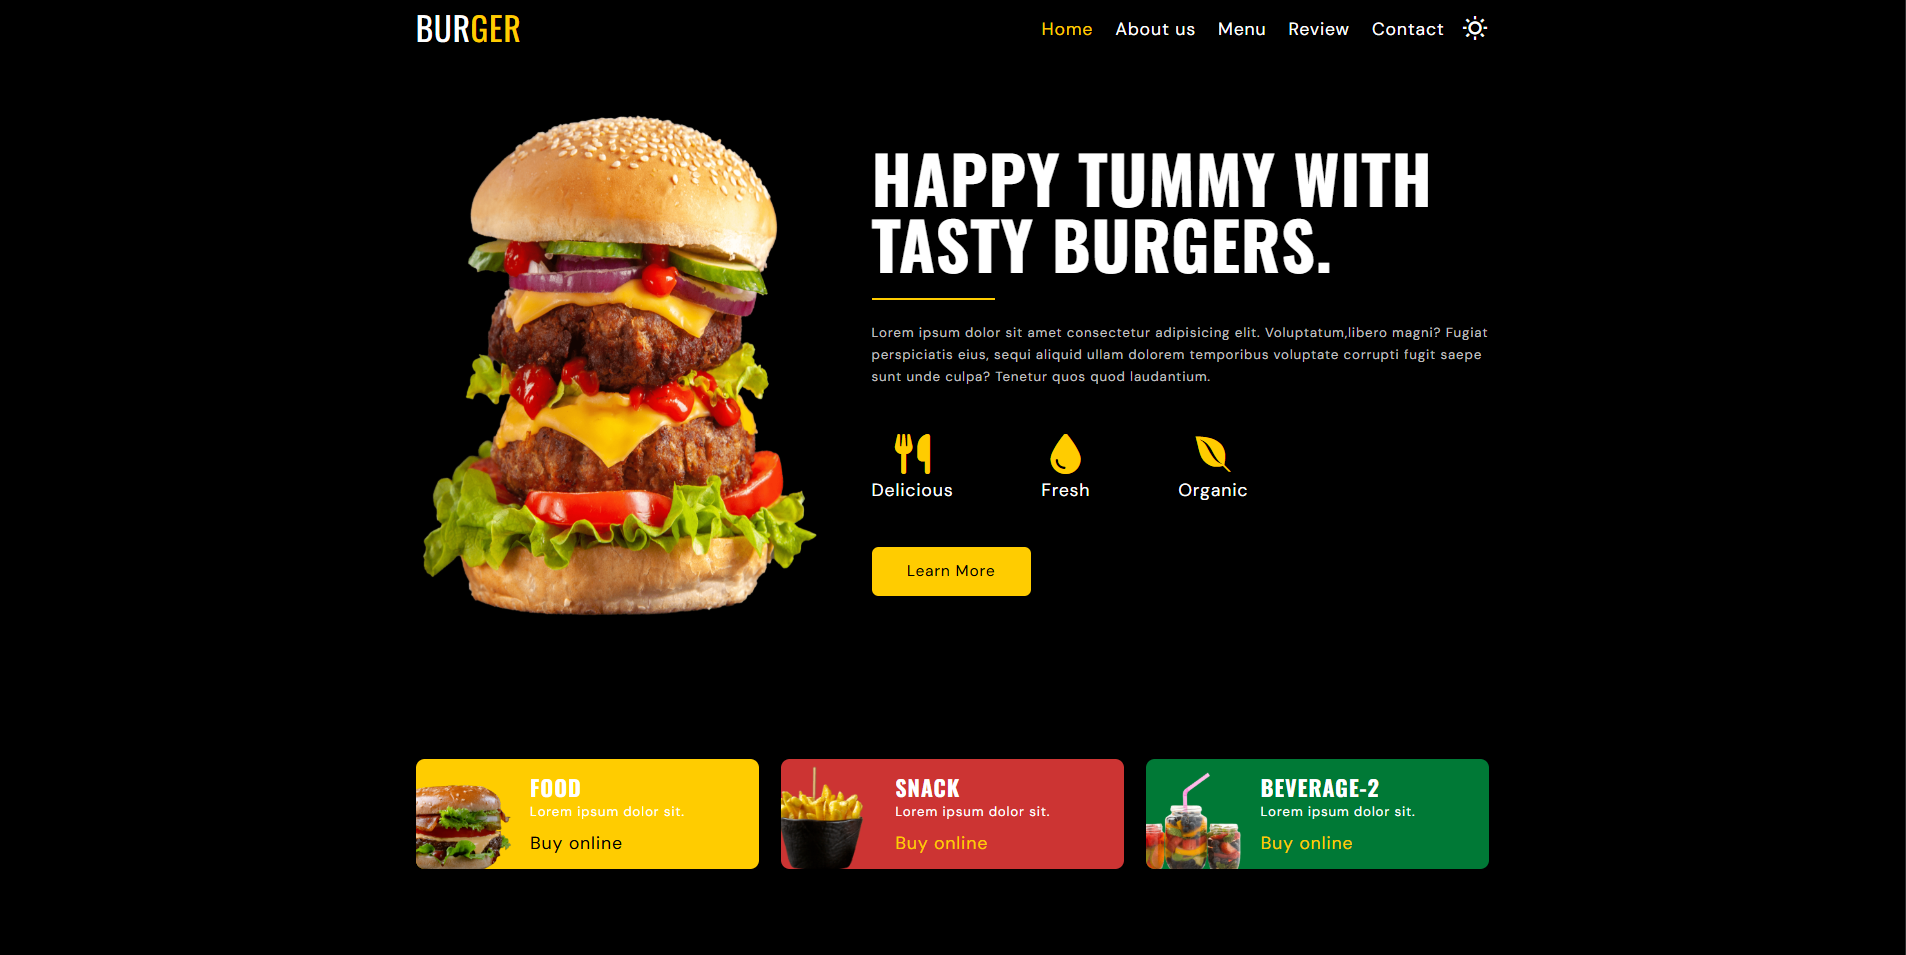 BURGER
Home
About us
Menu
Review
Contact
HAPPY TUMMY WITH
TASTY BURGERS.
Lorem ipsum dolor sit amet consectetur adipisicing elit. Voluptatum,libero magni? Fugiat
perspiciatis eius, sequi aliquid ullam dolorem temporibus voluptate corrupti fugit saepe
sunt unde culpa? Tenetur quos quod laudantium.
Delicious
Fresh
Organic
Learn More
FOOD
Lorem ipsum dolor sit.
Buy online
SNACK
Lorem ipsum dolor sit.
Buy online
BEVERAGE-2
Lorem ipsum dolor sit.
Buy online